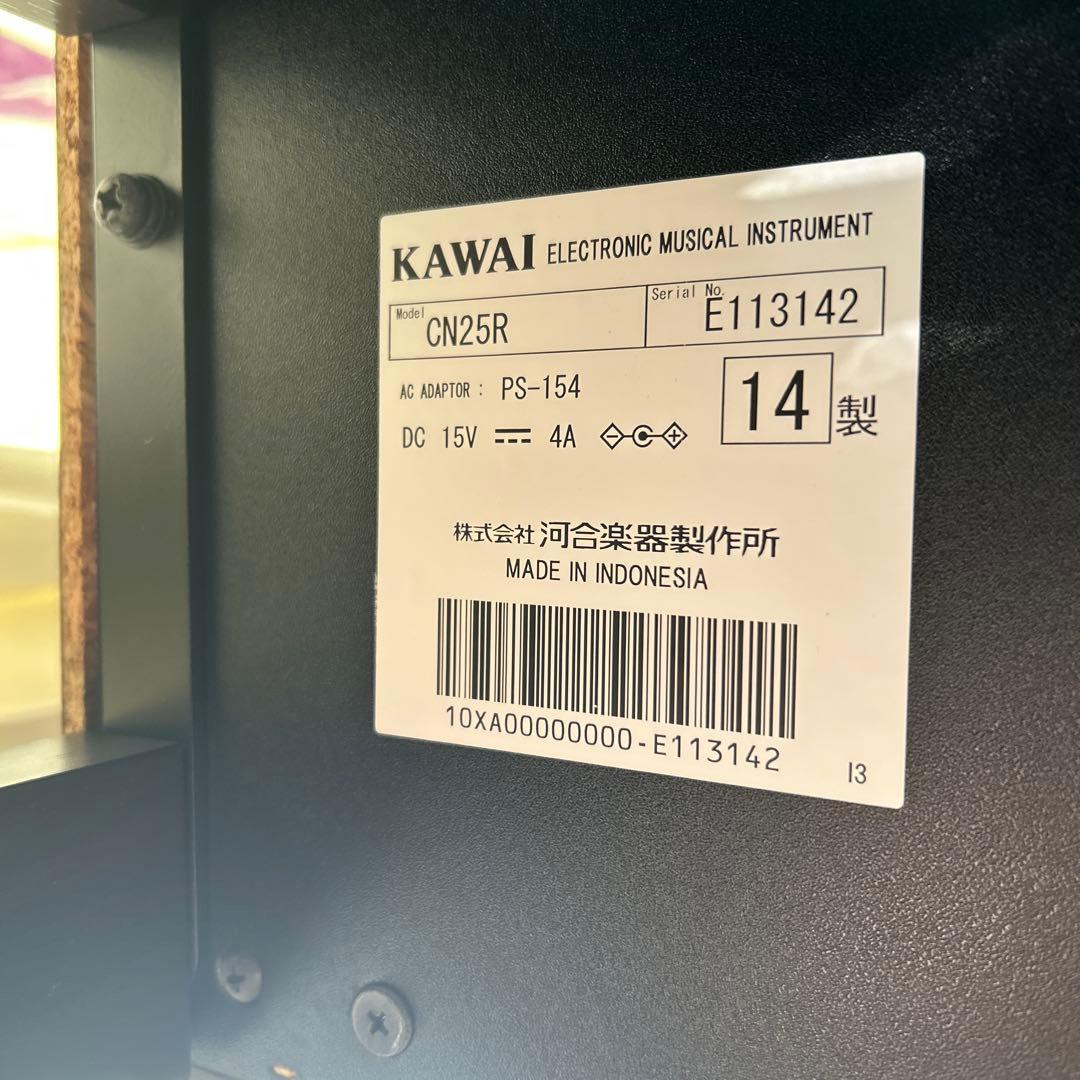 KAWAI ELECTRONIC MUSICAL INSTRUMENT
Model CN25R Serial No. E113142
AC ADAPTOR : PS-154
DC 15V 4A
14 製
株式会社 河合楽器製作所
MADE IN INDONESIA
10XA00000000-E113142
I3